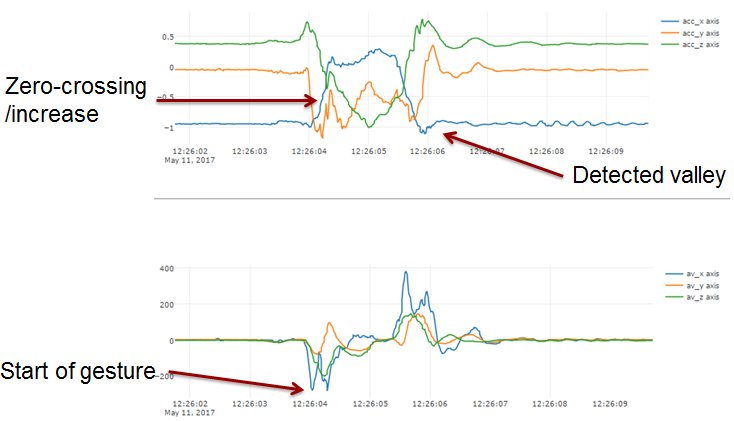 acc_x axis
acc_y axis
acc_z axis
0.5
0
−0.5
−1
Zero-crossing
/increase
12:26:02 12:26:03 12:26:04 12:26:05 12:26:06 12:26:07 12:26:08 12:26:09
May 11, 2017
Detected valley
av_x axis
av_y axis
av_z axis
400
200
0
−200
Start of gesture
12:26:02 12:26:03 12:26:04 12:26:05 12:26:06 12:26:07 12:26:08 12:26:09
May 11, 2017